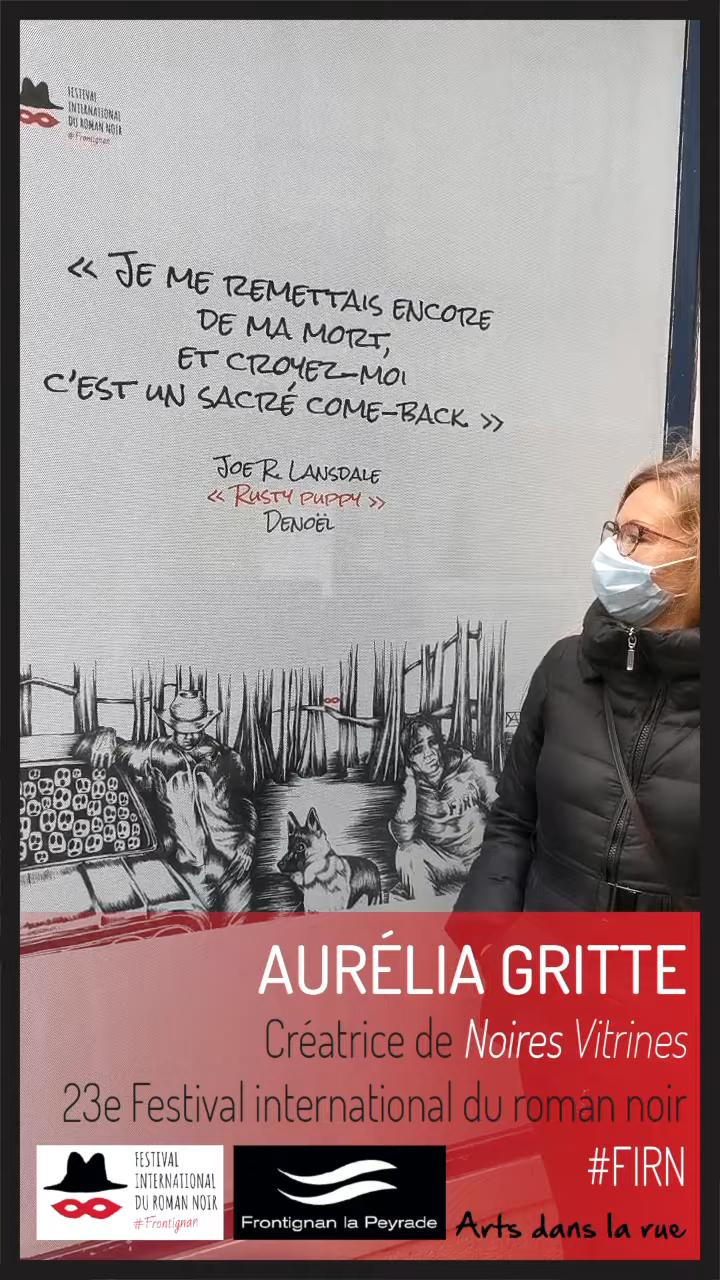 FESTIVAL
INTERNATIONAL
DU ROMAN NOIR
#Frontignan
« JE ME REMETTAIS ENCORE
DE MA MORT,
ET CROYEZ-MOI
C'EST UN SACRÉ COME-BACK »
JOE R. LANSDALE
« RUSTY PUPPY »
DENOËL
FIRN
AURÉLIA GRITTE
Créatrice de Noires Vitrines
23e Festival international du roman noir
#FIRN
FESTIVAL
INTERNATIONAL
DU ROMAN NOIR
#Frontignan
Frontignan la Peyrade
Arts dans la rue